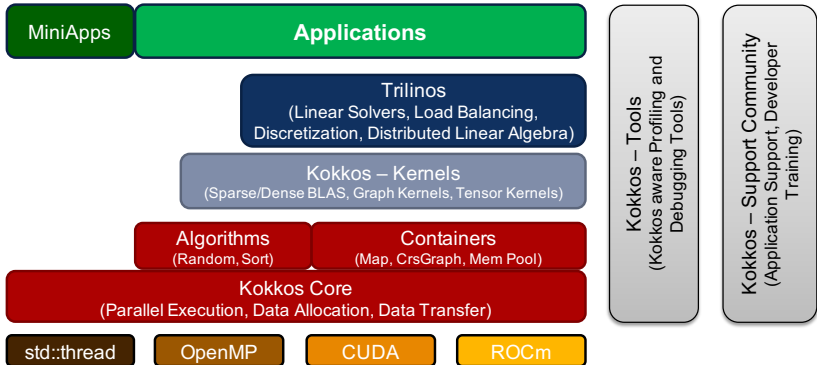 MiniApps
Applications
Trilinos
(Linear Solvers, Load Balancing,
Discretization, Distributed Linear Algebra)
Kokkos – Kernels
(Sparse/Dense BLAS, Graph Kernels, Tensor Kernels)
Algorithms
(Random, Sort)
Containers
(Map, CrsGraph, Mem Pool)
Kokkos Core
(Parallel Execution, Data Allocation, Data Transfer)
std::thread
OpenMP
CUDA
ROCm
Kokkos – Tools
(Kokkos aware Profiling and
Debugging Tools)
Kokkos – Support Community
(Application Support, Developer
Training)